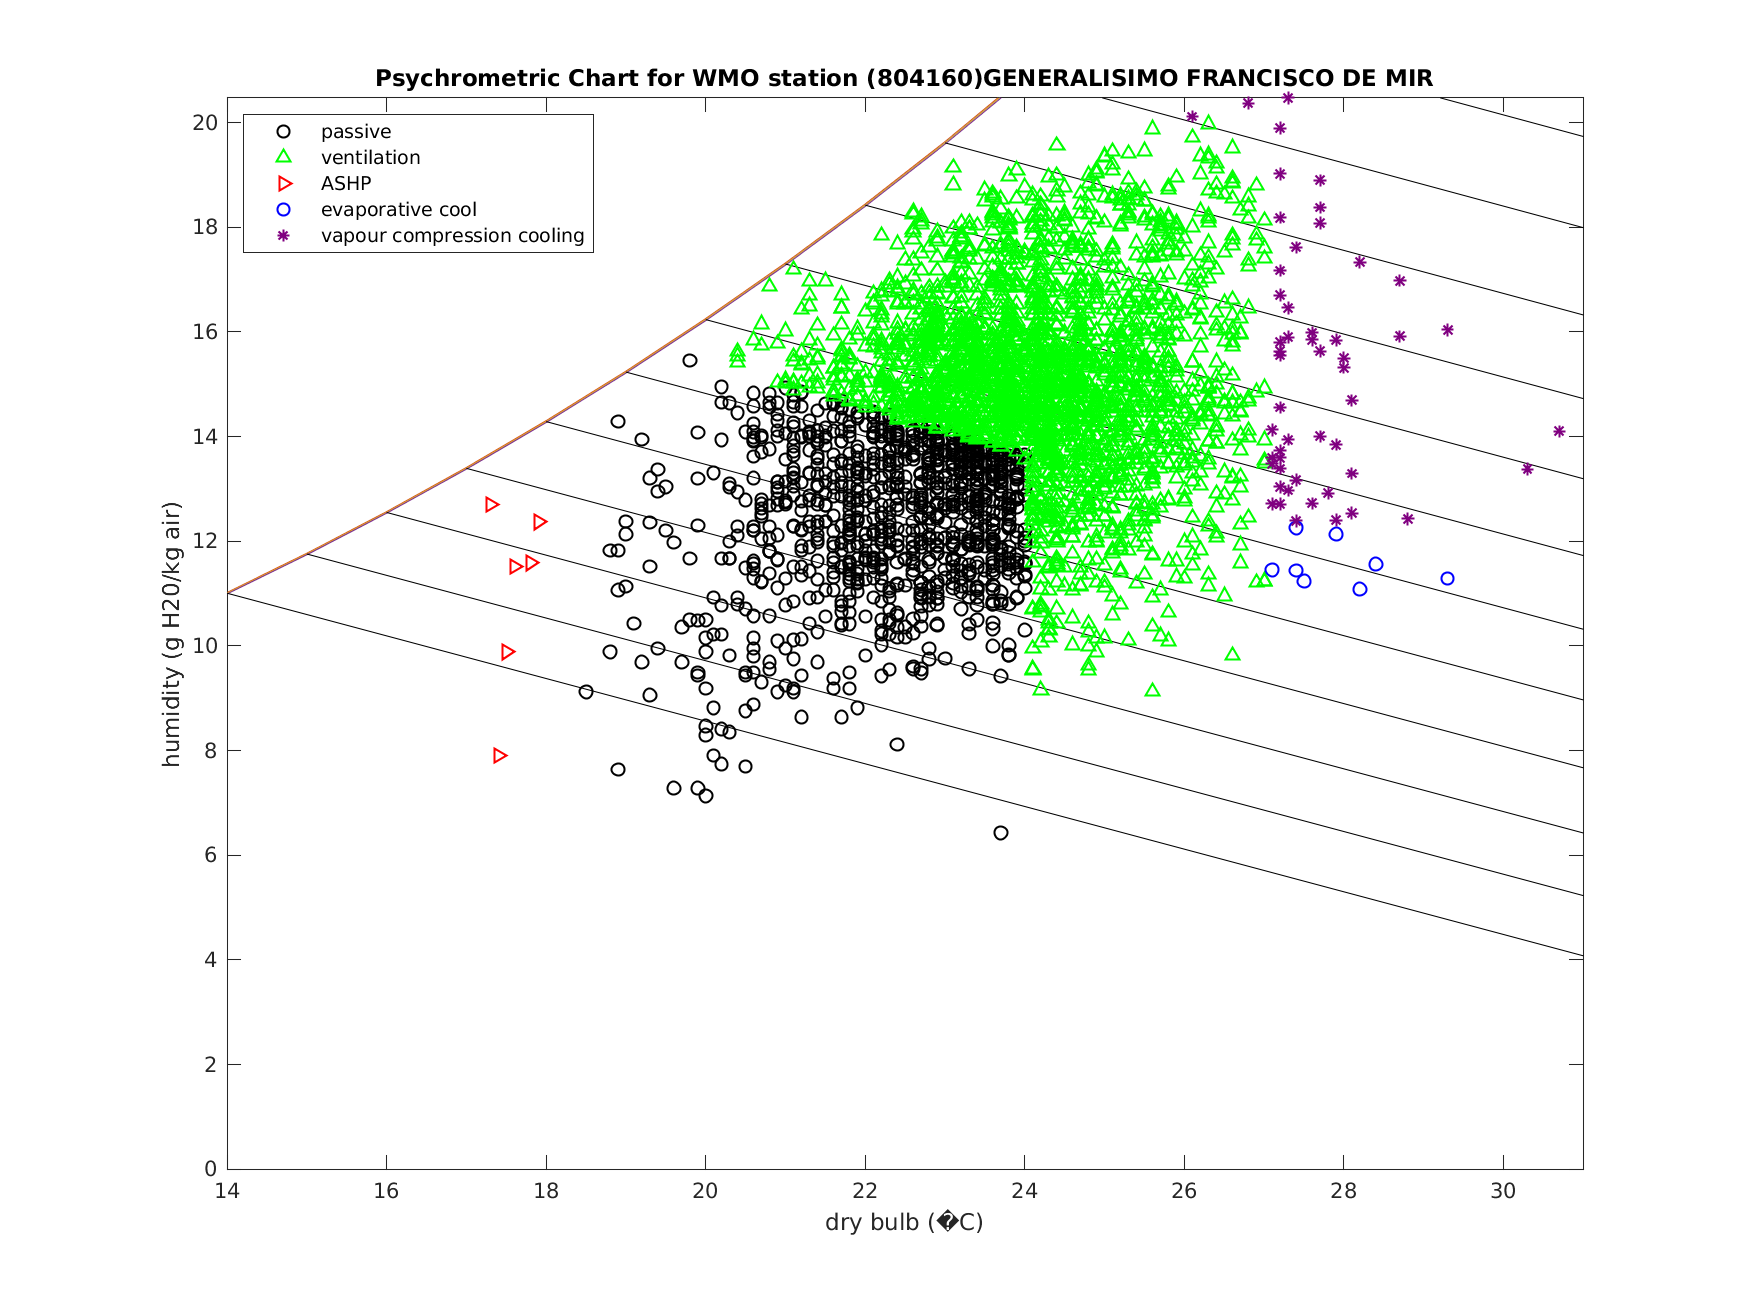 Psychrometric Chart for WMO station (804160)GENERALISIMO FRANCISCO DE MIR
passive
ventilation
ASHP
evaporative cool
vapour compression cooling
20
18
16
14
12
10
8
6
4
2
0
humidity (g H20/kg air)
14 16 18 20 22 24 26 28 30
dry bulb (�C)